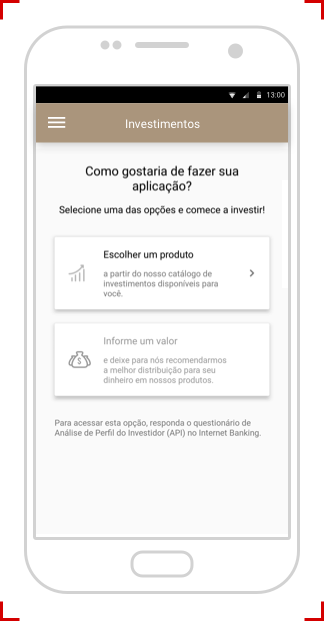 13:00
Investimentos
Como gostaria de fazer sua
aplicação?
Selecione uma das opções e comece a investir!
Escolher um produto
a partir do nosso catálogo de
investimentos disponíveis para
você.
Informe um valor
e deixe para nós recomendarmos
a melhor distribuição para seu
dinheiro em nossos produtos.
Para acessar esta opção, responda o questionário de
Análise de Perfil do Investidor (API) no Internet Banking.